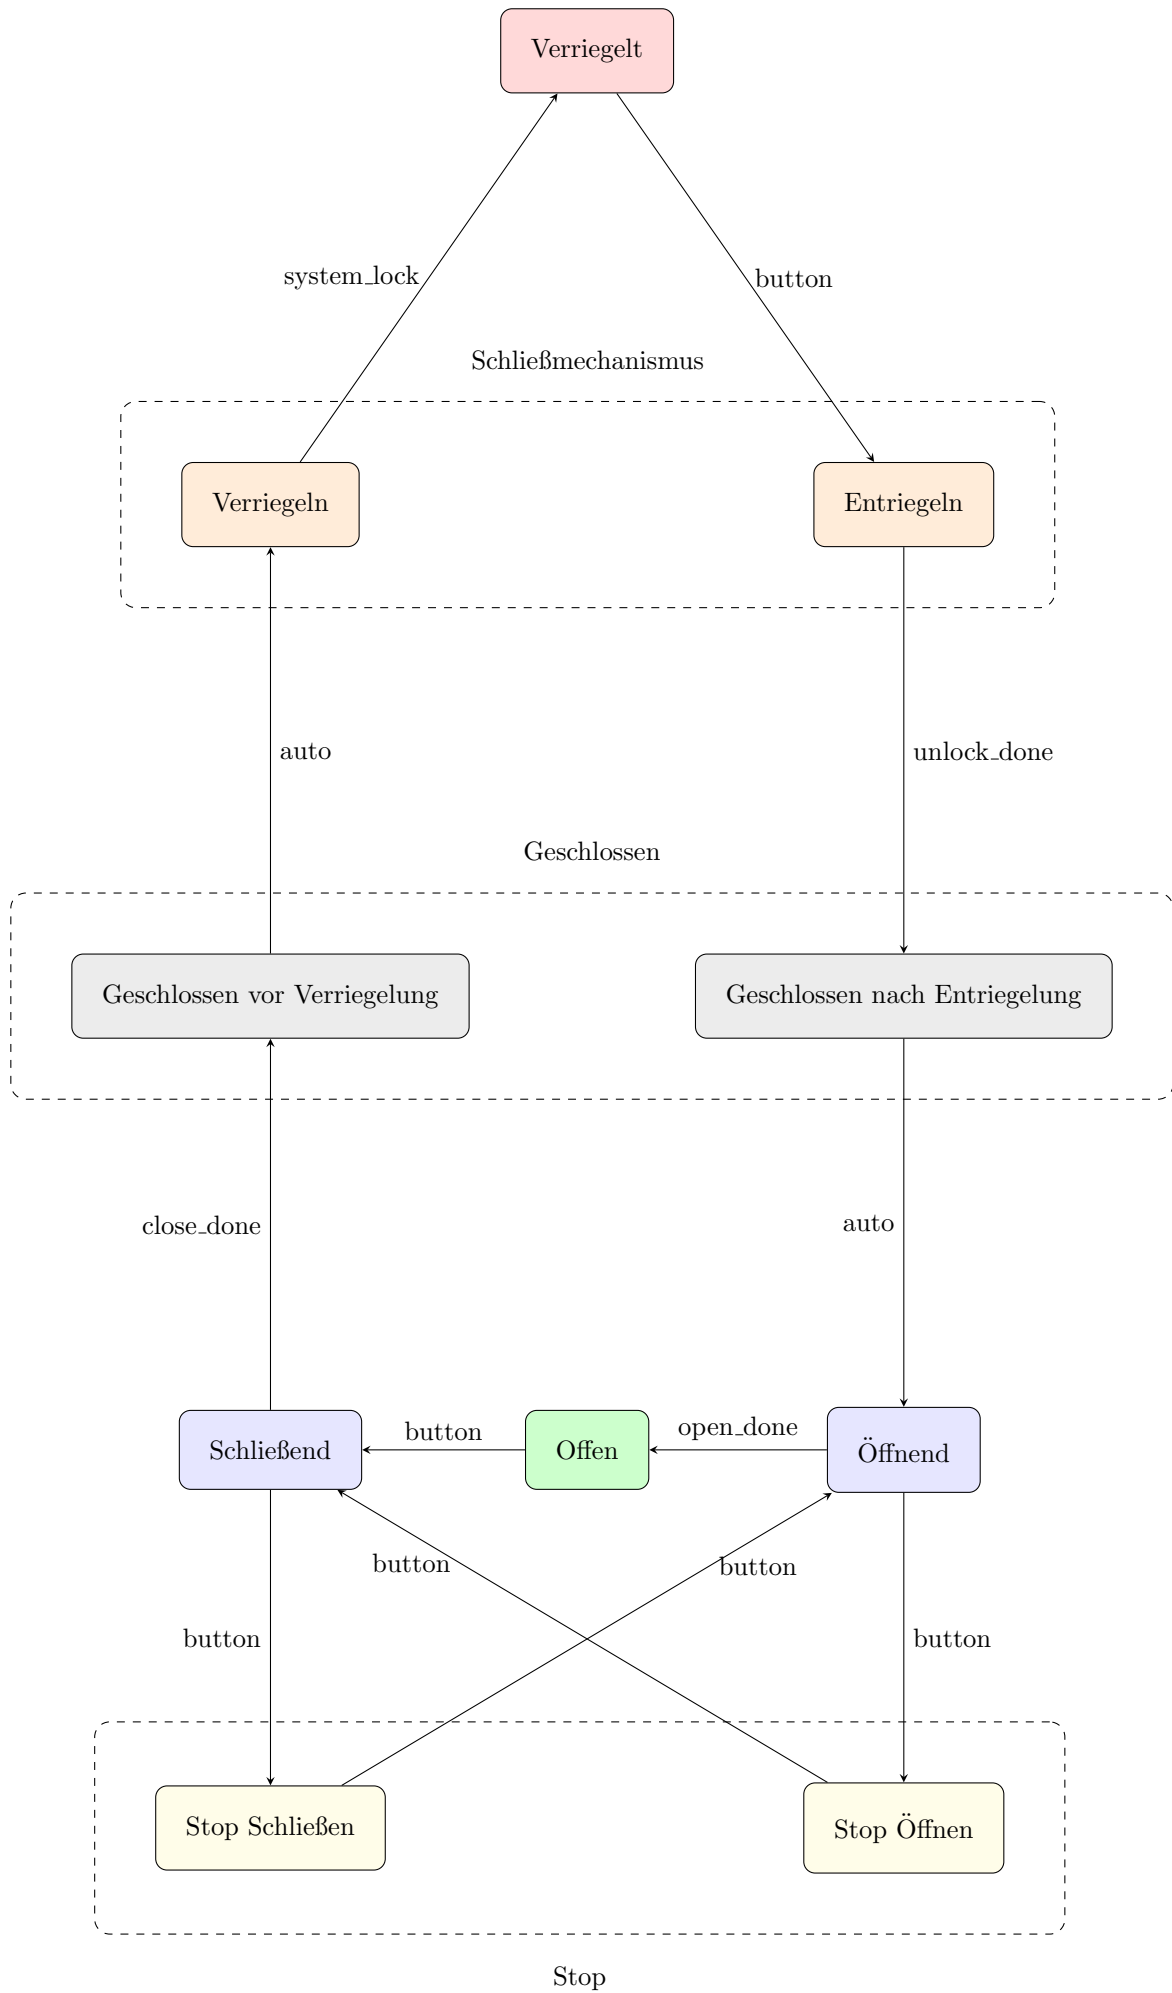 Verriegelt
system_lock
button
Schließmechanismus
Verriegeln
Entriegeln
auto
unlock_done
Geschlossen
Geschlossen vor Verriegelung
Geschlossen nach Entriegelung
close_done
auto
Schließend
button
Offen
open_done
Öffnend
button
button
button
button
Stop Schließen
Stop Öffnen
Stop